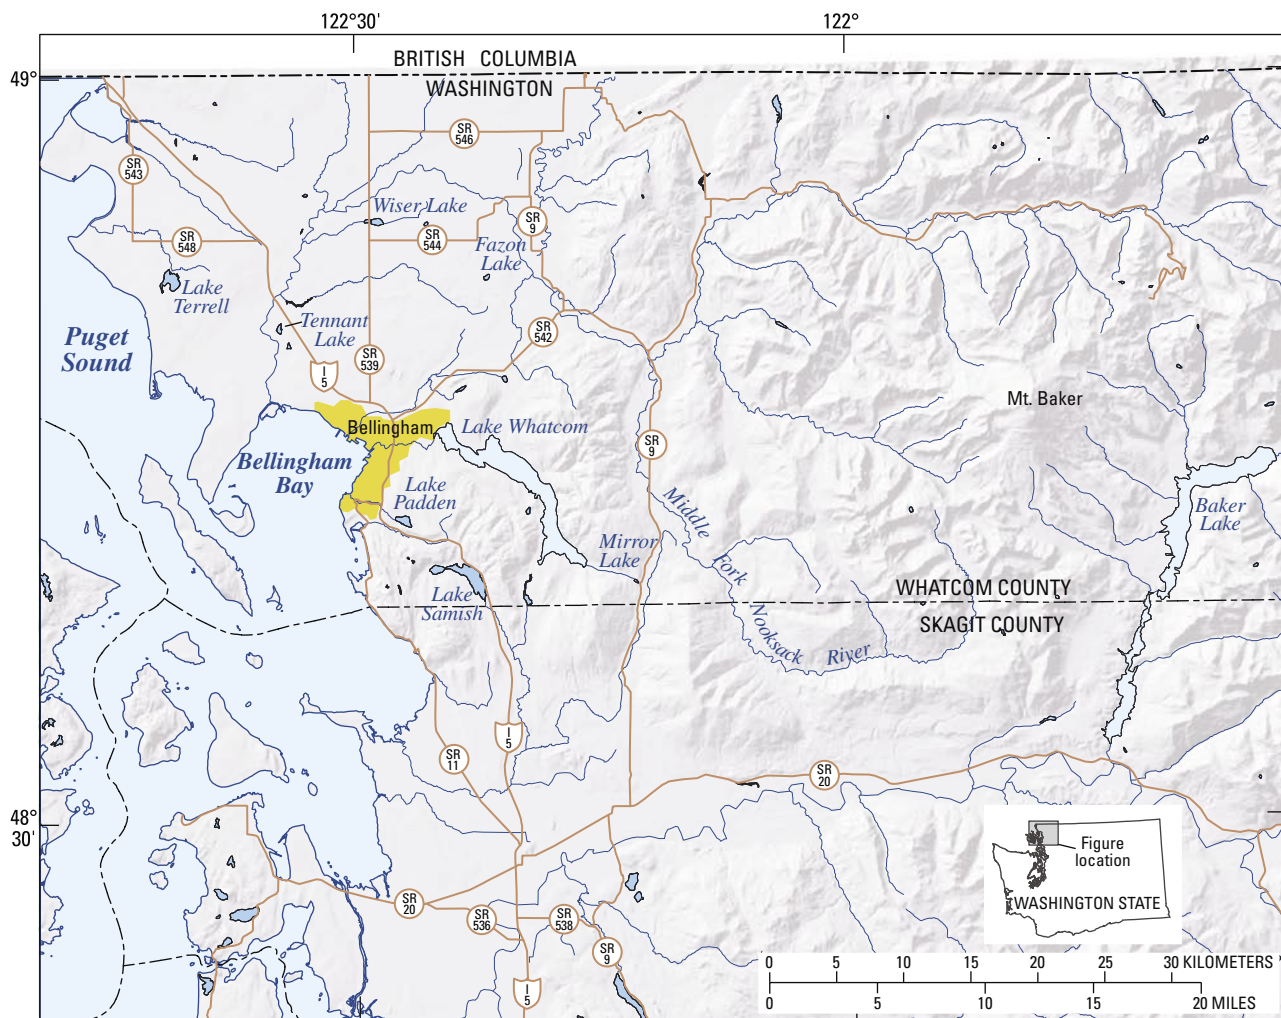 122°30'
122°
49°
BRITISH COLUMBIA
WASHINGTON
SR
546
SR
543
Wiser Lake
SR
9
SR
548
SR
544
Fazon
Lake
Lake
Terrell
Tennant
Lake
SR
542
Puget
Sound
SR
539
I
5
Mt. Baker
Bellingham
Lake Whatcom
SR
9
Bellingham
Bay
Lake
Padden
Middle
Fork
Nooksack
River
Baker
Lake
Mirror
Lake
Lake
Samish
WHATCOM COUNTY
SKAGIT COUNTY
I
5
SR
11
SR
20
48°
30'
Figure
location
WASHINGTON STATE
SR
20
SR
536
SR
538
SR
9
I
5
0 5 10 15 20 25 30 KILOMETERS
0 5 10 15 20 MILES